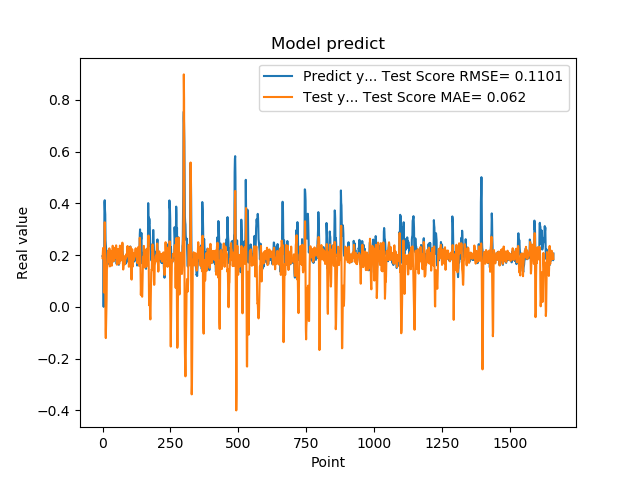 Model predict
Predict y... Test Score RMSE= 0.1101
Test y... Test Score MAE= 0.062
Real value
0.8
0.6
0.4
0.2
0.0
−0.2
−0.4
0 250 500 750 1000 1250 1500
Point